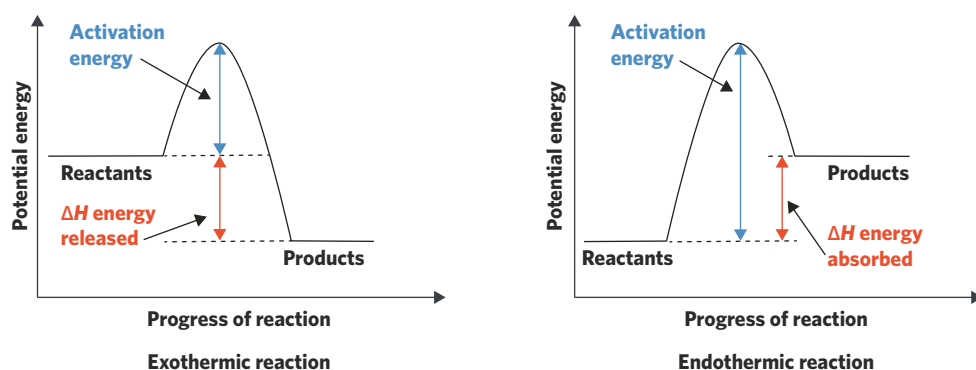 Potential energy
Activation
energy
Reactants
ΔH energy
released
Products
Progress of reaction
Exothermic reaction
Potential energy
Activation
energy
Products
ΔH energy
absorbed
Reactants
Progress of reaction
Endothermic reaction